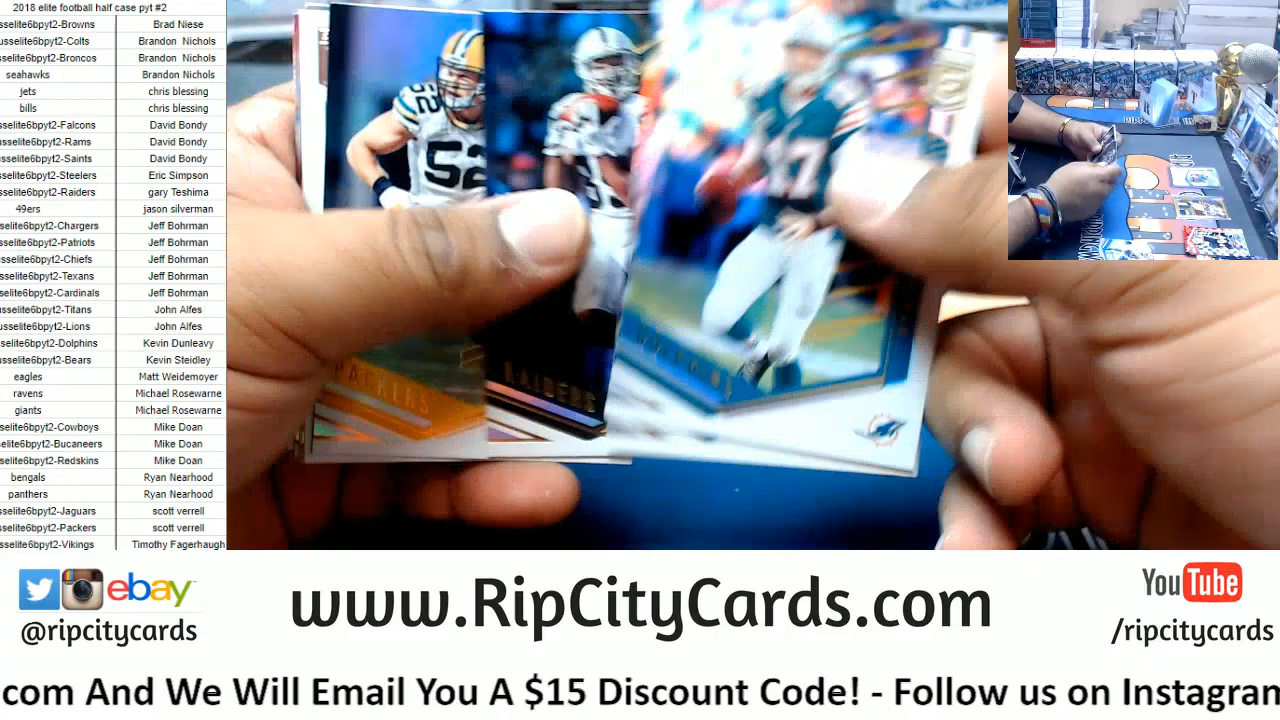 2018 elite football half case pyt #2
sselite6bpyt2-Browns Brad Niese
usselite6bpyt2-Colts Brandon Nichols
sselite6bpyt2-Broncos Brandon Nichols
seahawks Brandon Nichols
jets chris blessing
bills chris blessing
sselite6bpyt2-Falcons David Bondy
sselite6bpyt2-Rams David Bondy
sselite6bpyt2-Saints David Bondy
sselite6bpyt2-Steelers Eric Simpson
sselite6bpyt2-Raiders gary Teshima
49ers jason silverman
sselite6bpyt2-Chargers Jeff Bohrman
sselite6bpyt2-Patriots Jeff Bohrman
sselite6bpyt2-Chiefs Jeff Bohrman
sselite6bpyt2-Texans Jeff Bohrman
sselite6bpyt2-Cardinals Jeff Bohrman
usselite6bpyt2-Titans John Alfes
usselite6bpyt2-Lions John Alfes
sselite6bpyt2-Dolphins Kevin Dunleavy
sselite6bpyt2-Bears Kevin Steidley
eagles Matt Weidemoyer
ravens Michael Rosewarne
giants Michael Rosewarne
sselite6bpyt2-Cowboys Mike Doan
selite6bpyt2-Bucaneers Mike Doan
selite6bpyt2-Redskins Mike Doan
bengals Ryan Nearhood
panthers Ryan Nearhood
sselite6bpyt2-Jaguars scott verrell
sselite6bpyt2-Packers scott verrell
sselite6bpyt2-Vikings Timothy Fagerhaugh
52
17
PACKERS
RAIDERS
ebay
@ripcitycards
www.RipCityCards.com
YouTube
/ripcitycards
com And We Will Email You A $15 Discount Code! - Follow us on Instagram